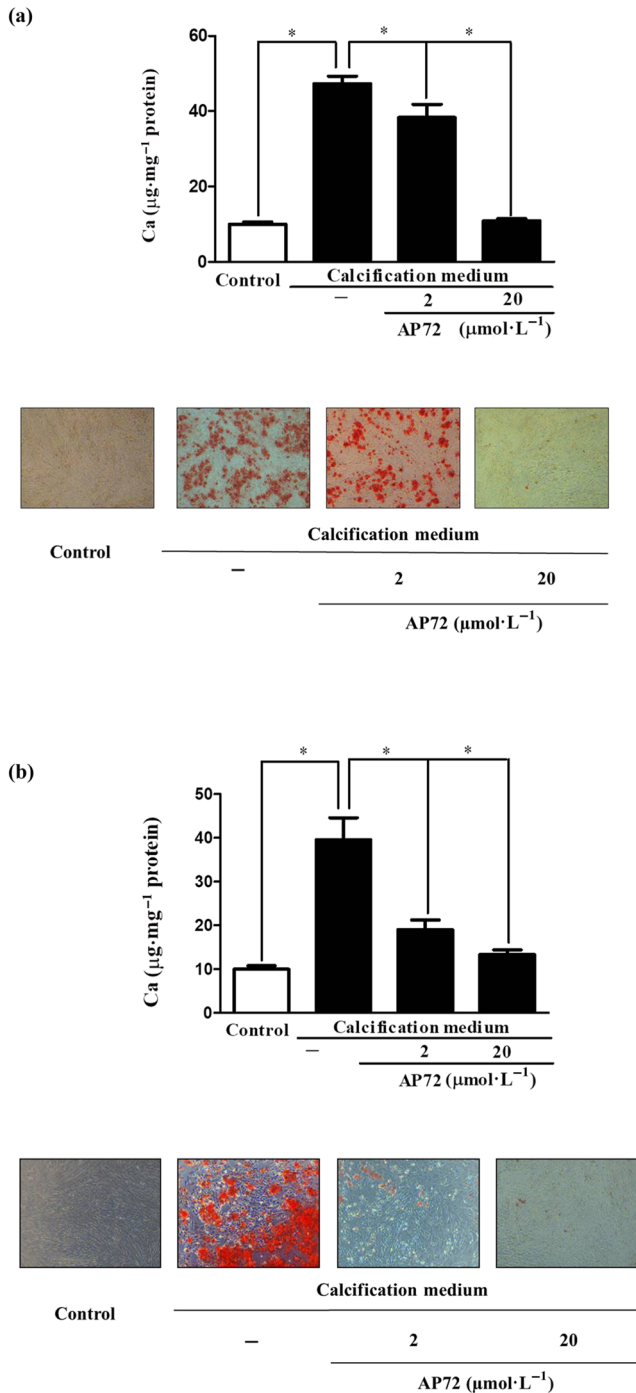 (a)
* * *
60
40
20
0
Ca (μg·mg⁻¹ protein)
Control
Calcification medium
— 2 20
AP72 (μmol·L⁻¹)
Calcification medium
Control
— 2 20
AP72 (μmol·L⁻¹)
(b)
* * *
50
40
30
20
10
0
Ca (μg·mg⁻¹ protein)
Control
Calcification medium
— 2 20
AP72 (μmol·L⁻¹)
Calcification medium
Control
— 2 20
AP72 (μmol·L⁻¹)